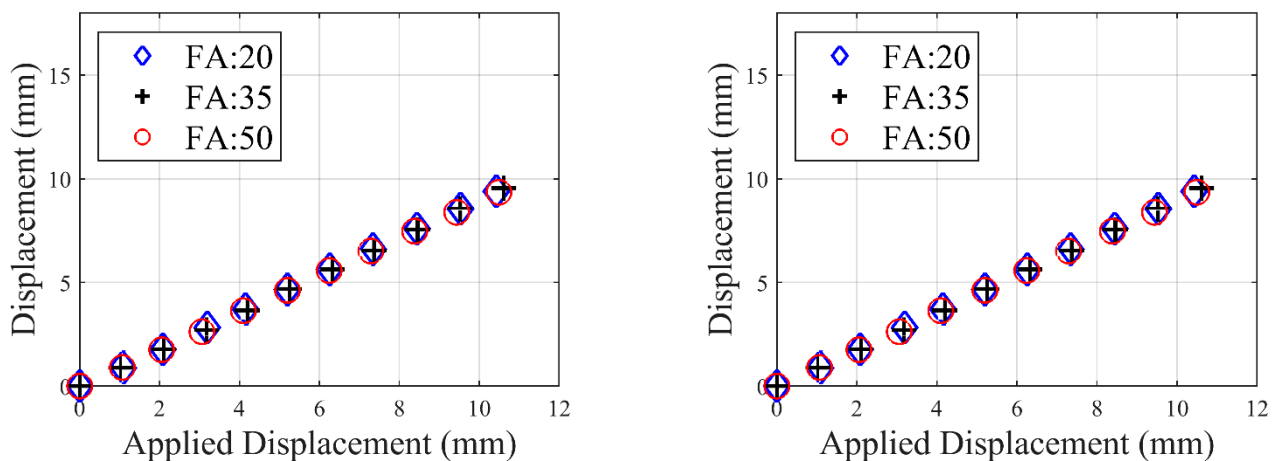 FA:20
FA:35
FA:50
15
10
5
0
0 2 4 6 8 10 12
Displacement (mm)
Applied Displacement (mm)
FA:20
FA:35
FA:50
15
10
5
0
0 2 4 6 8 10 12
Displacement (mm)
Applied Displacement (mm)